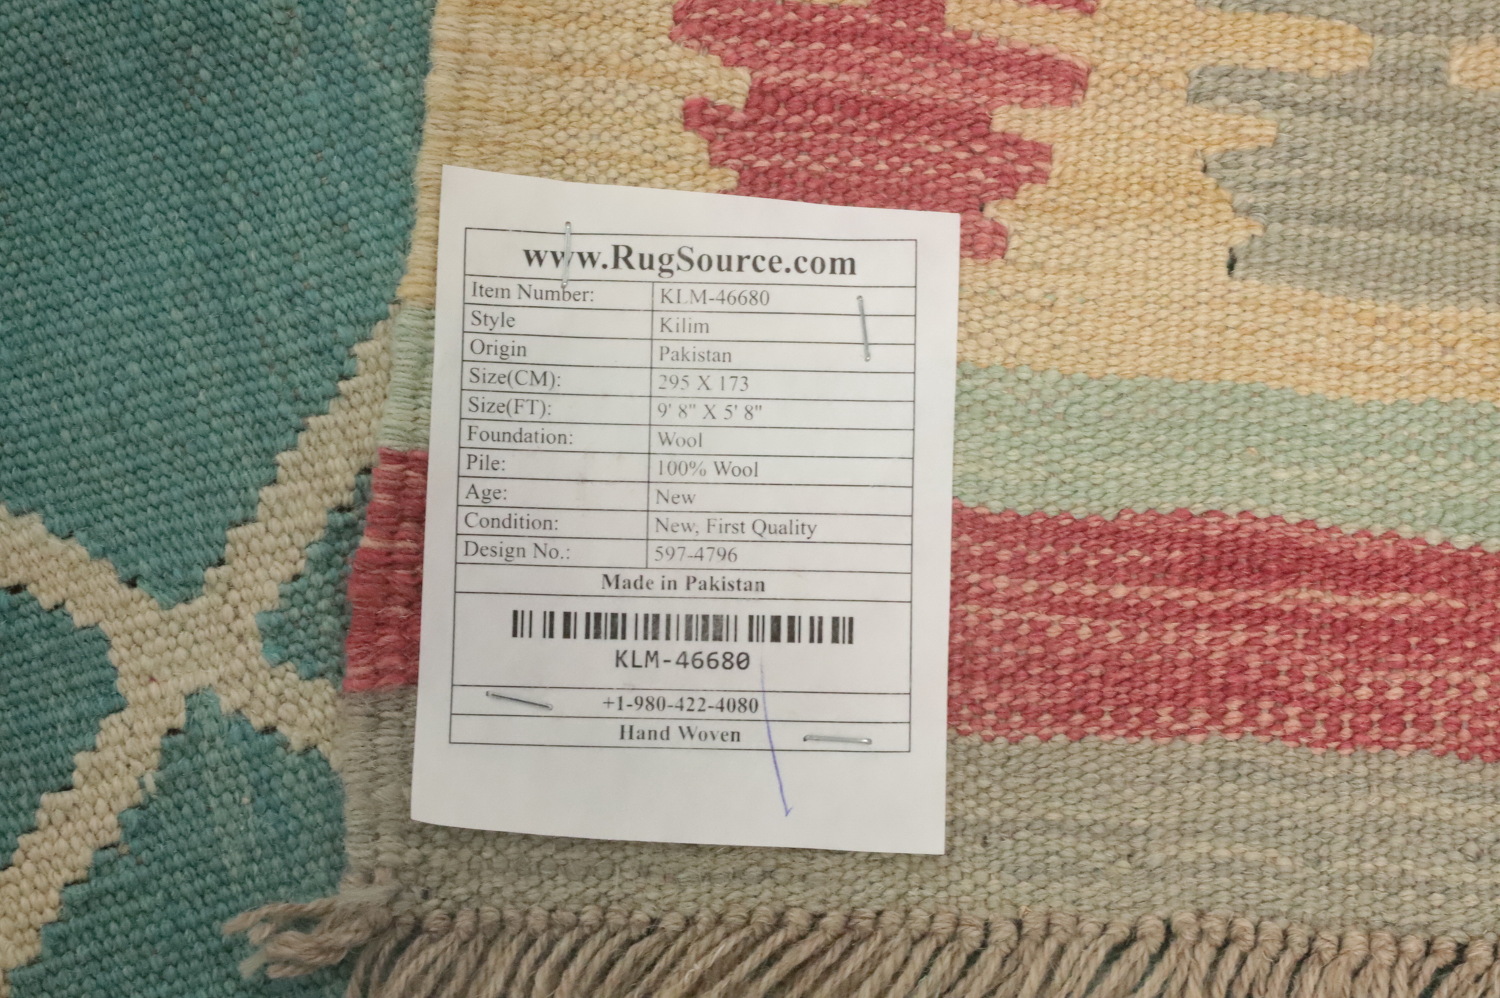 www.RugSource.com
Item Number: KLM-46680
Style Kilim
Origin Pakistan
Size(CM): 295 X 173
Size(FT): 9' 8" X 5' 8"
Foundation: Wool
Pile: 100% Wool
Age: New
Condition: New, First Quality
Design No.: 597-4796
Made in Pakistan
KLM-46680
+1-980-422-4080
Hand Woven